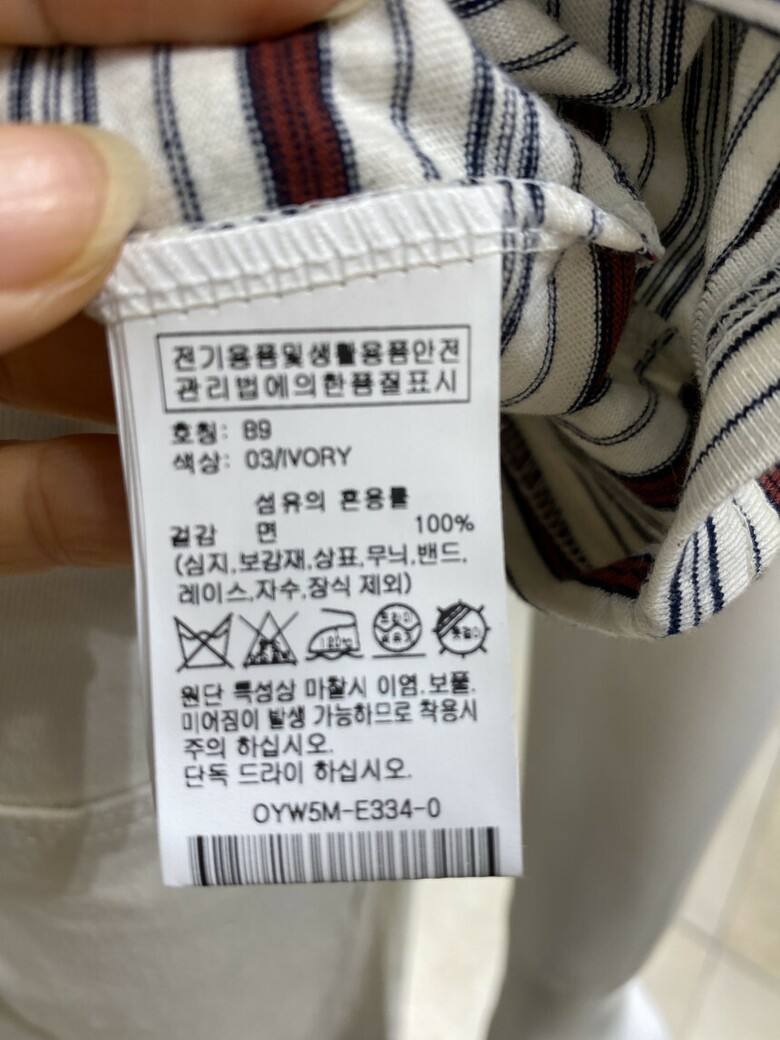 전기용품및생활용품안전
관리법에의한품질표시
호칭: 89
색상: 03/IVORY
섬유의 혼용률
겉감 면 100%
(심지,보강재,상표,무늬,밴드,
레이스,자수,장식 제외)
원단 특성상 마찰시 이염.보풀.
미어짐이 발생 가능하므로 착용시
주의 하십시오.
단독 드라이 하십시오.
OYW5M-E334-0